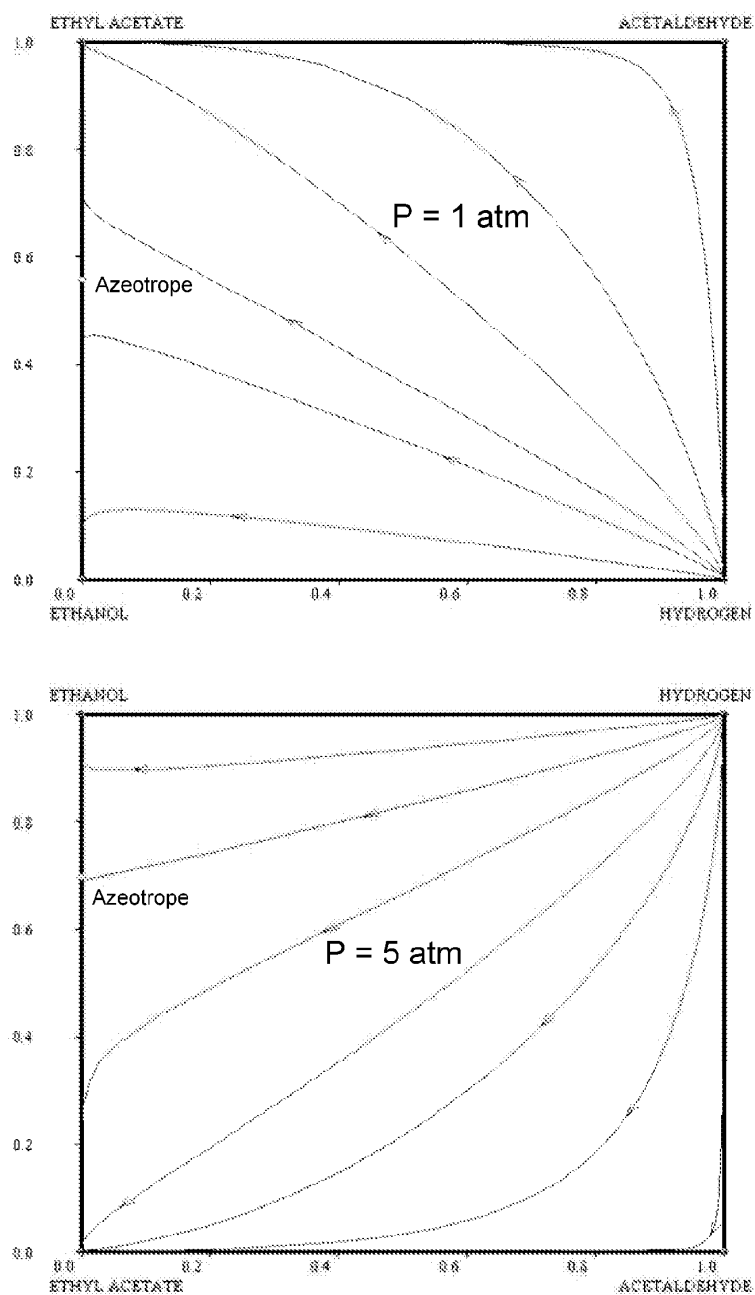 ETHYL ACETATE ACETALDEHYDE
1.0
0.8
P = 1 atm
0.6
Azeotrope
0.4
0.2
0.0
0.0 0.2 0.4 0.6 0.8 1.0
ETHANOL HYDROGEN
ETHANOL HYDROGEN
1.0
0.8
Azeotrope
0.6
P = 5 atm
0.4
0.2
0.0
0.0 0.2 0.4 0.6 0.8 1.0
ETHYL ACETATE ACETALDEHYDE